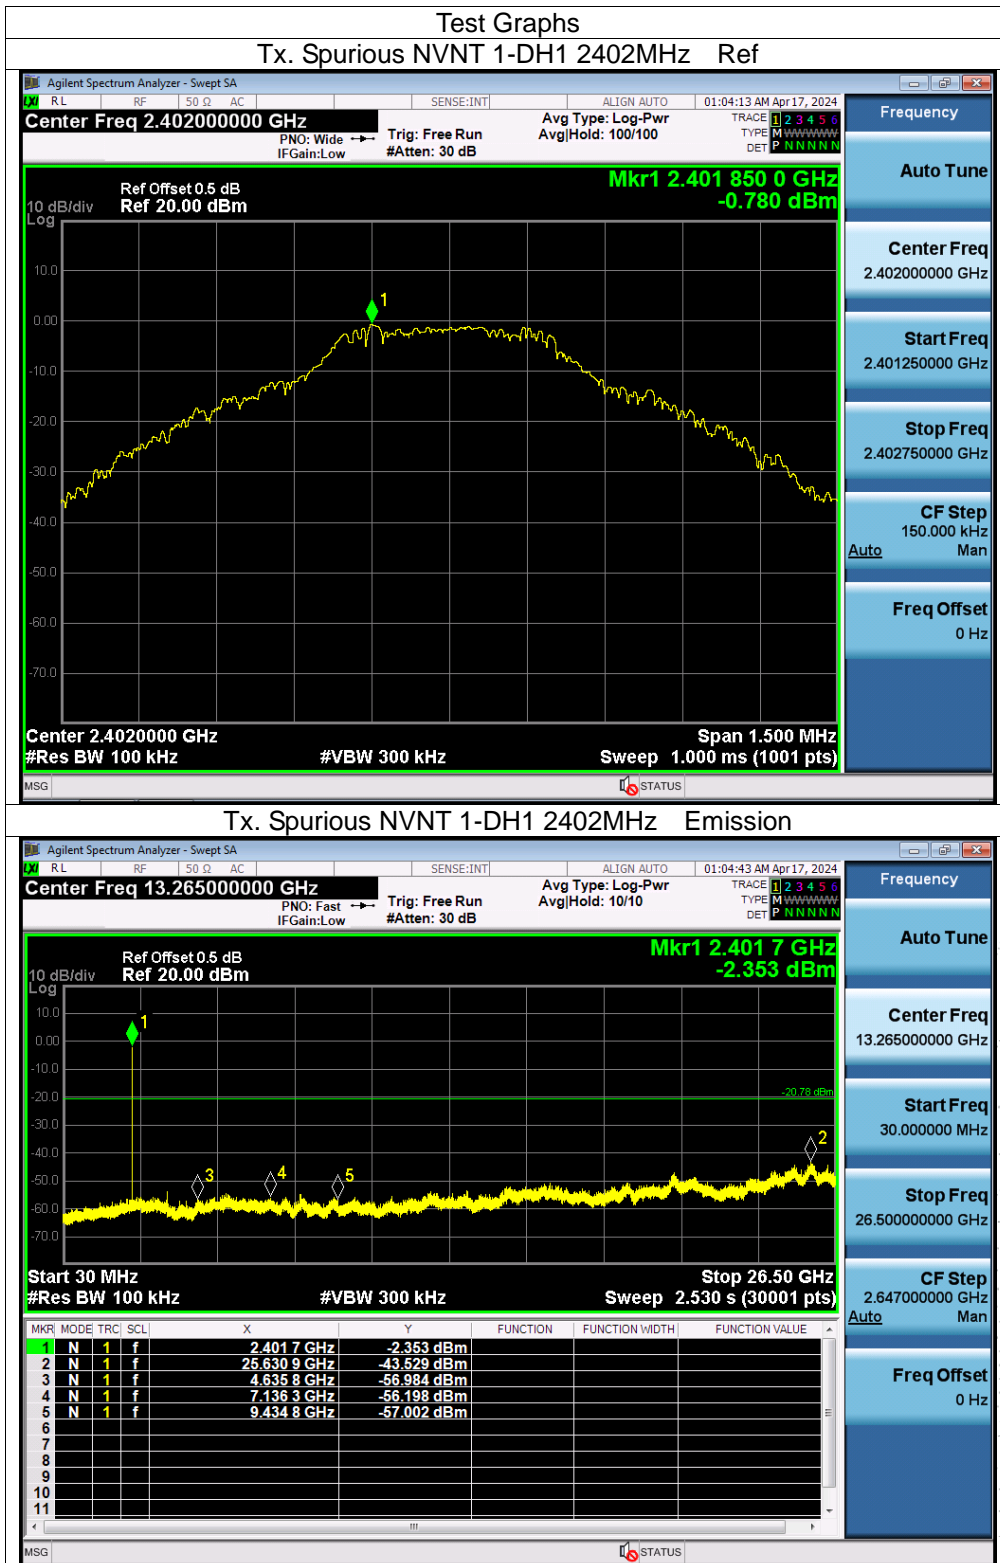 Test Graphs
Tx. Spurious NVNT 1-DH1 2402MHz Ref
Agilent Spectrum Analyzer - Swept SA
LXI RL RF 50 Ω AC SENSE:INT ALIGN AUTO 01:04:13 AM Apr 17, 2024
Center Freq 2.402000000 GHz Avg Type: Log-Pwr TRACE 1 2 3 4 5 6
PNO: Wide Trig: Free Run Avg|Hold: 100/100 TYPE M WWWWW
IFGain:Low #Atten: 30 dB DET P N N N N N
Frequency
Auto Tune
Center Freq
2.402000000 GHz
Start Freq
2.401250000 GHz
Stop Freq
2.402750000 GHz
CF Step
150.000 kHz
Auto Man
Freq Offset
0 Hz
Mkr1 2.401 850 0 GHz
Ref Offset 0.5 dB
10 dB/div Ref 20.00 dBm -0.780 dBm
Log
1
10.0
0.00
-10.0
-20.0
-30.0
-40.0
-50.0
-60.0
-70.0
Center 2.4020000 GHz Span 1.500 MHz
#Res BW 100 kHz #VBW 300 kHz Sweep 1.000 ms (1001 pts)
MSG STATUS
Tx. Spurious NVNT 1-DH1 2402MHz Emission
Agilent Spectrum Analyzer - Swept SA
LXI RL RF 50 Ω AC SENSE:INT ALIGN AUTO 01:04:43 AM Apr 17, 2024
Center Freq 13.265000000 GHz Avg Type: Log-Pwr TRACE 1 2 3 4 5 6
PNO: Fast Trig: Free Run Avg|Hold: 10/10 TYPE M WWWWW
IFGain:Low #Atten: 30 dB DET P N N N N N
Frequency
Auto Tune
Center Freq
13.265000000 GHz
Start Freq
30.000000 MHz
Stop Freq
26.500000000 GHz
CF Step
2.647000000 GHz
Auto Man
Freq Offset
0 Hz
Mkr1 2.401 7 GHz
Ref Offset 0.5 dB
10 dB/div Ref 20.00 dBm -2.353 dBm
Log
10.0
0.00
-10.0
-20.0
-30.0
-40.0
-50.0
-60.0
-70.0
-20.78 dBm
1
2
3
4
5
Start 30 MHz Stop 26.50 GHz
#Res BW 100 kHz #VBW 300 kHz Sweep 2.530 s (30001 pts)
MKR MODE TRC SCL X Y FUNCTION FUNCTION WIDTH FUNCTION VALUE
1 N 1 f 2.401 7 GHz -2.353 dBm
2 N 1 f 25.630 9 GHz -43.529 dBm
3 N 1 f 4.635 8 GHz -56.984 dBm
4 N 1 f 7.136 3 GHz -56.198 dBm
5 N 1 f 9.434 8 GHz -57.002 dBm
6
7
8
9
10
11
MSG STATUS